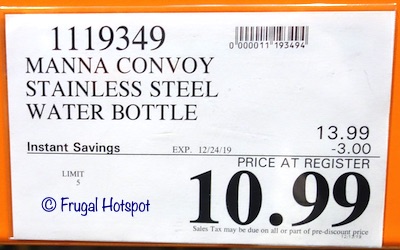 1119349
0000011193494
MANNA CONVOY
STAINLESS STEEL
WATER BOTTLE
13.99
Instant Savings EXP. 12/24/19 -3.00
PRICE AT REGISTER
LIMIT
5
10.99
© Frugal Hotspot
Sales Tax may be due on all or part of pre-discount price